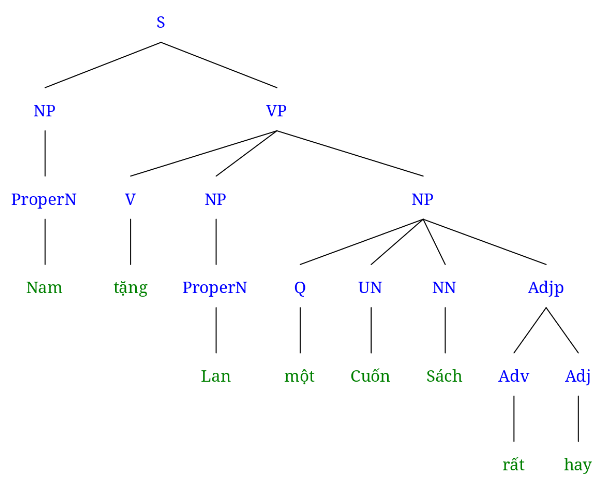 S
NP VP
ProperN V NP NP
Nam tặng ProperN Q UN NN Adjp
Lan một Cuốn Sách Adv Adj
rất hay